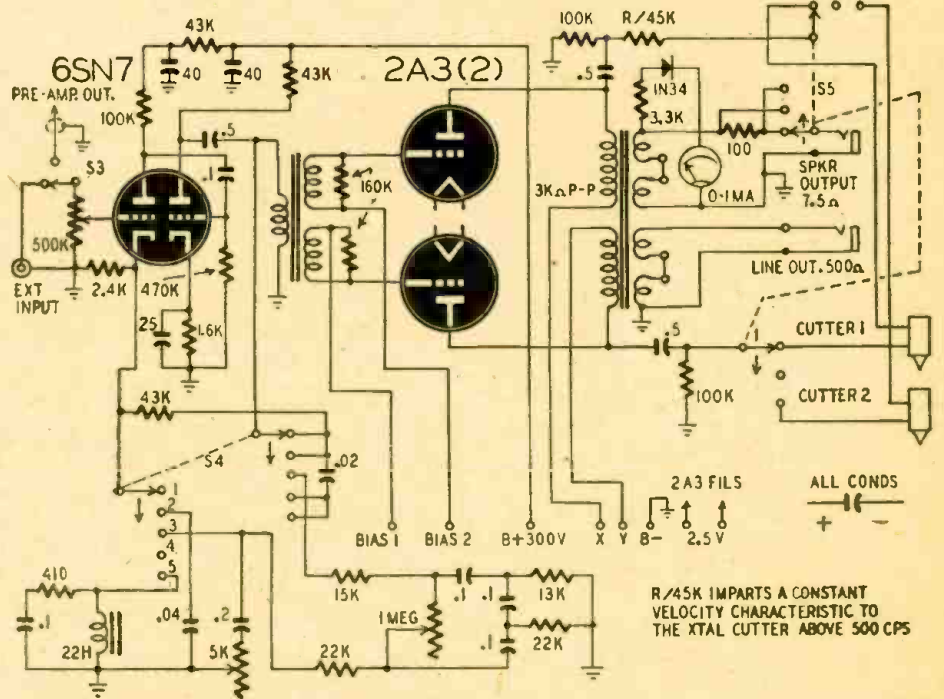 43K
100K
R/45K
6SN7
40
40
43K
2A3(2)
.5
1N34
S5
PRE-AMP. OUT.
100K
.5
3.3K
.1
100
S3
160K
3KΩP-P
0-1MA
SPKR
OUTPUT
7.5Ω
500K
2.4K
470K
LINE OUT. 500Ω
EXT
INPUT
25
1.6K
.5
CUTTER 1
43K
100K
CUTTER 2
S4
.02
1
2
3
4
5
2A3 FILS
ALL CONDS
+ −
BIAS 1
BIAS 2
B+300V
X
Y
B-
2.5 V
410
15K
.1
.1
13K
R/45K IMPARTS A CONSTANT
VELOCITY CHARACTERISTIC TO
THE XTAL CUTTER ABOVE 500 CPS
1 MEG
.1
22H
.04
.2
5K
22K
.1
22K